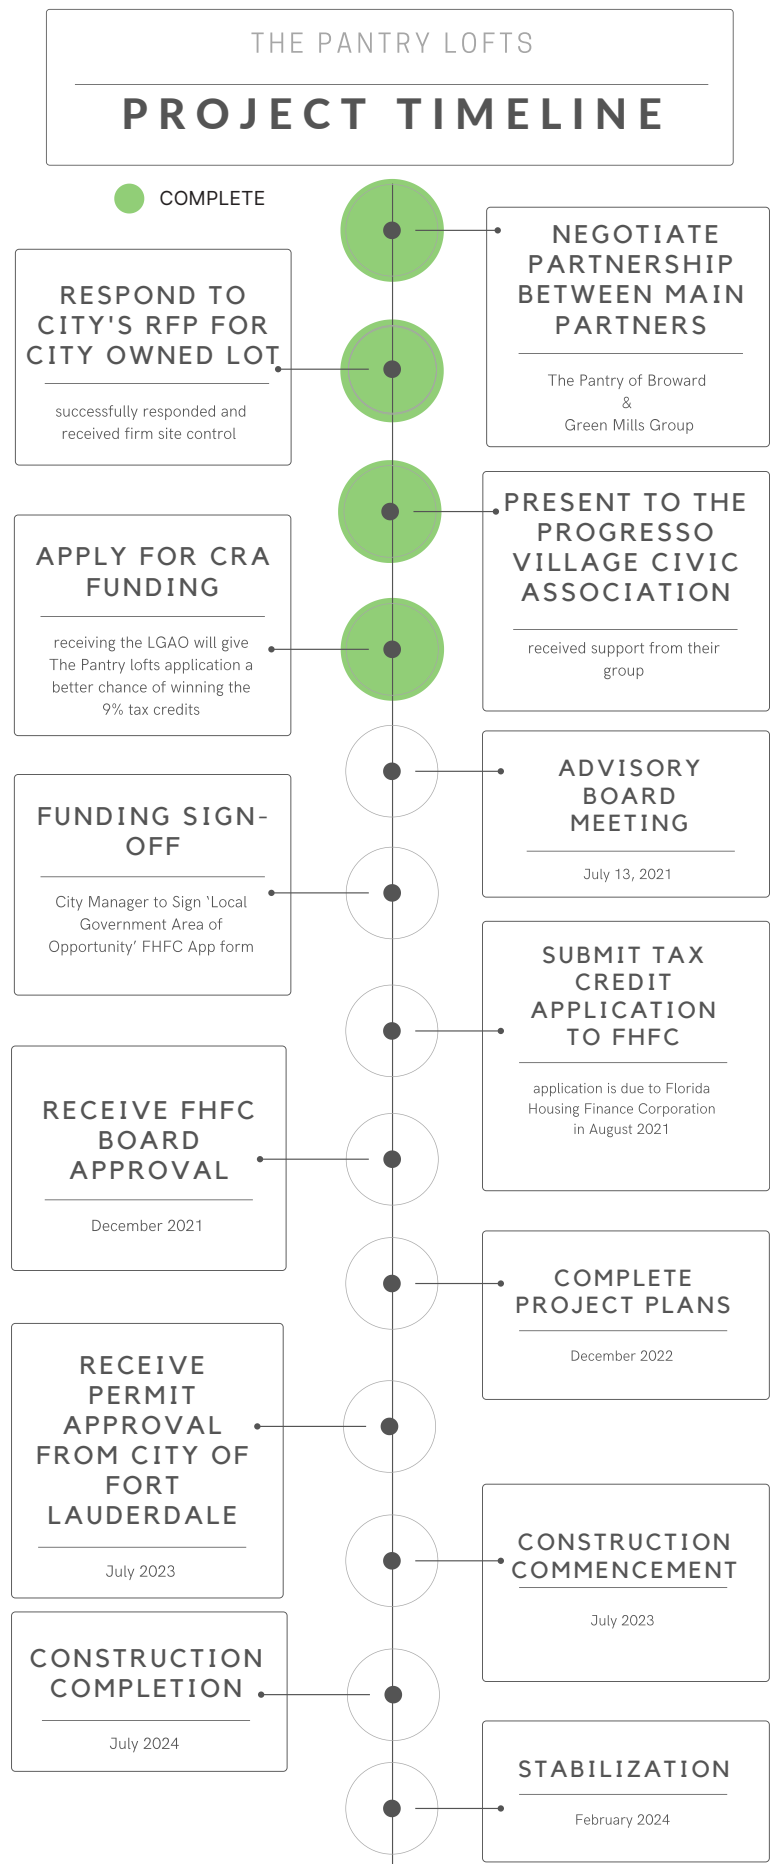 THE PANTRY LOFTS
PROJECT TIMELINE
COMPLETE
NEGOTIATE
PARTNERSHIP
BETWEEN MAIN
PARTNERS
The Pantry of Broward
&
Green Mills Group
RESPOND TO
CITY'S RFP FOR
CITY OWNED LOT
successfully responded and
received firm site control
PRESENT TO THE
PROGRESSO
VILLAGE CIVIC
ASSOCIATION
received support from their
group
APPLY FOR CRA
FUNDING
receiving the LGAO will give
The Pantry lofts application a
better chance of winning the
9% tax credits
ADVISORY
BOARD
MEETING
July 13, 2021
FUNDING SIGN-
OFF
City Manager to Sign ‘Local
Government Area of
Opportunity’ FHFC App form
SUBMIT TAX
CREDIT
APPLICATION
TO FHFC
application is due to Florida
Housing Finance Corporation
in August 2021
RECEIVE FHFC
BOARD
APPROVAL
December 2021
COMPLETE
PROJECT PLANS
December 2022
RECEIVE
PERMIT
APPROVAL
FROM CITY OF
FORT
LAUDERDALE
July 2023
CONSTRUCTION
COMMENCEMENT
July 2023
CONSTRUCTION
COMPLETION
July 2024
STABILIZATION
February 2024